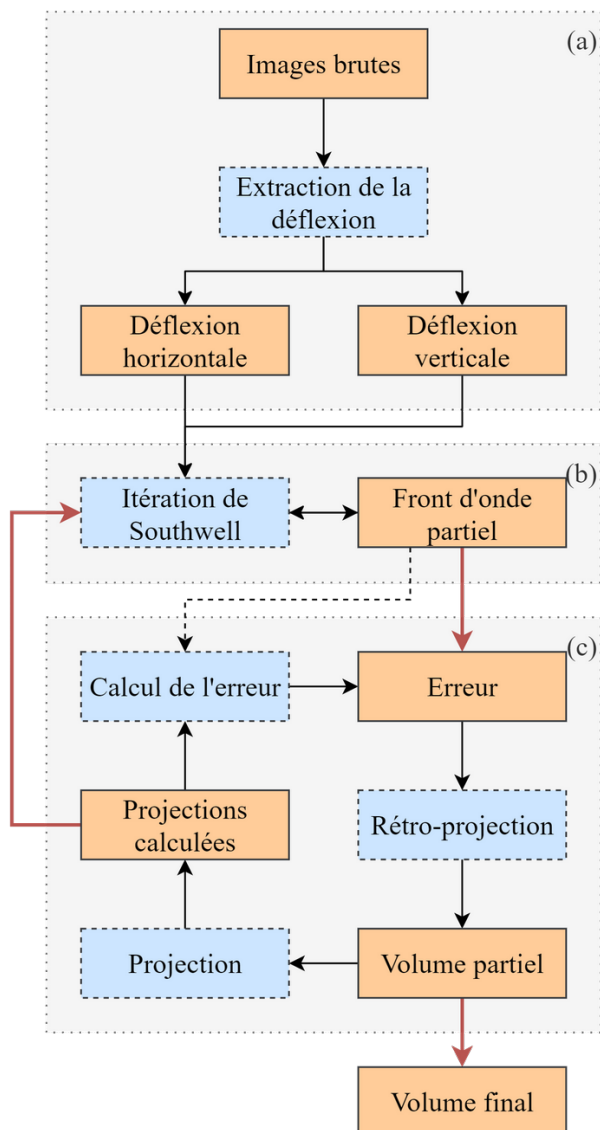 (a)
Images brutes
Extraction de la
déflexion
Déflexion
horizontale
Déflexion
verticale
(b)
Itération de
Southwell
Front d'onde
partiel
(c)
Calcul de l'erreur
Erreur
Projections
calculées
Rétro-projection
Projection
Volume partiel
Volume final